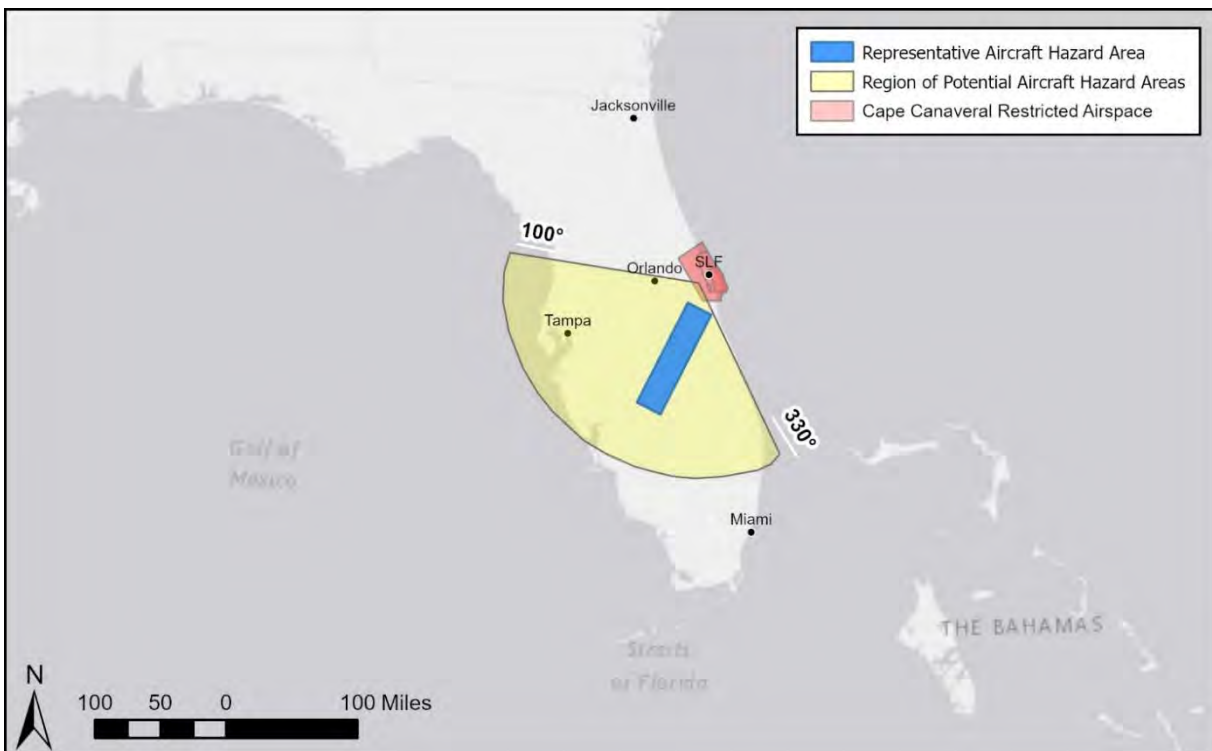 Representative Aircraft Hazard Area
Region of Potential Aircraft Hazard Areas
Cape Canaveral Restricted Airspace
Jacksonville
100°
SLF
Orlando
Tampa
330°
Gulf of
Mexico
Miami
THE BAHAMAS
Straits
of Florida
N
100 50 0 100 Miles